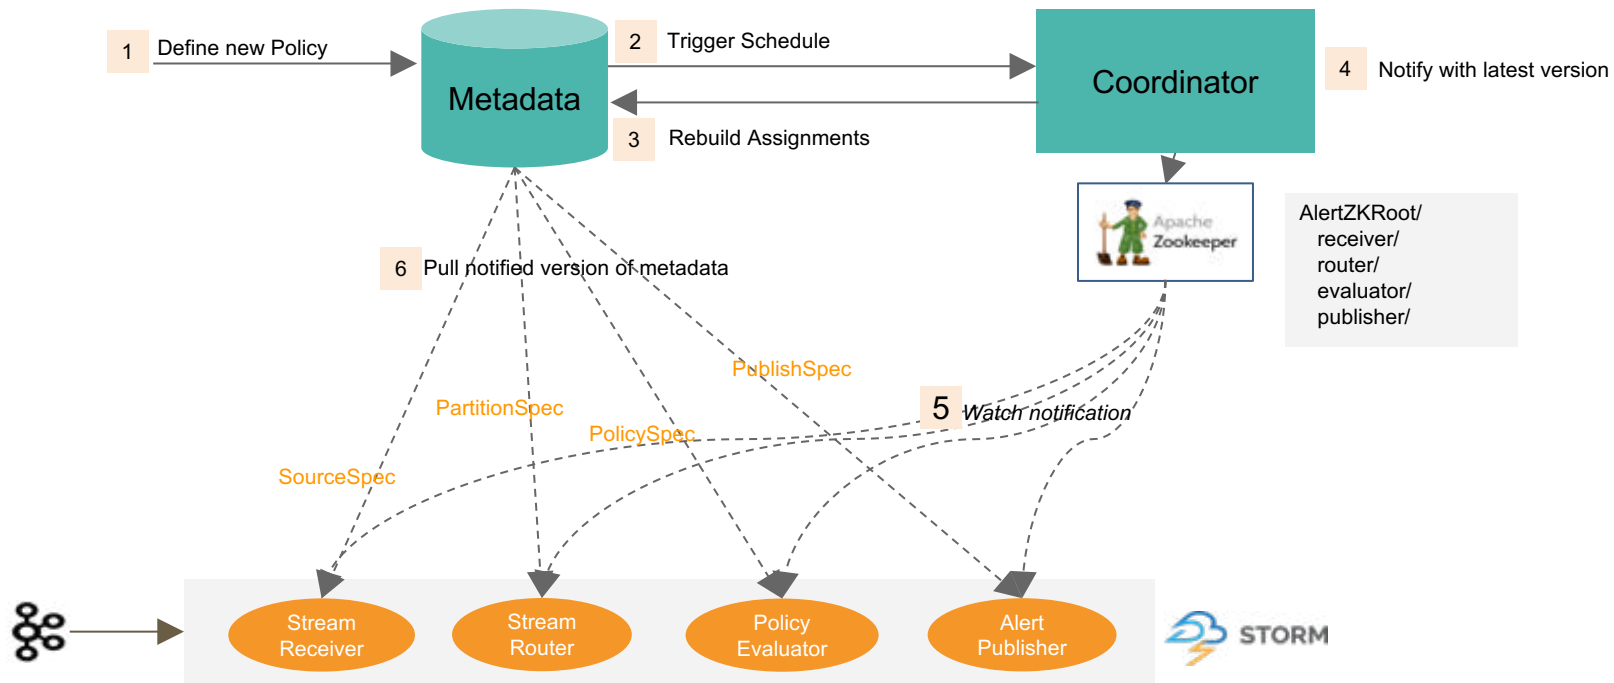 1
Define new Policy
Metadata
2
Trigger Schedule
3
Rebuild Assignments
Coordinator
4
Notify with latest version
Apache
Zookeeper
AlertZKRoot/
receiver/
router/
evaluator/
publisher/
6
Pull notified version of metadata
PublishSpec
PartitionSpec
PolicySpec
SourceSpec
5
Watch notification
Stream
Receiver
Stream
Router
Policy
Evaluator
Alert
Publisher
STORM